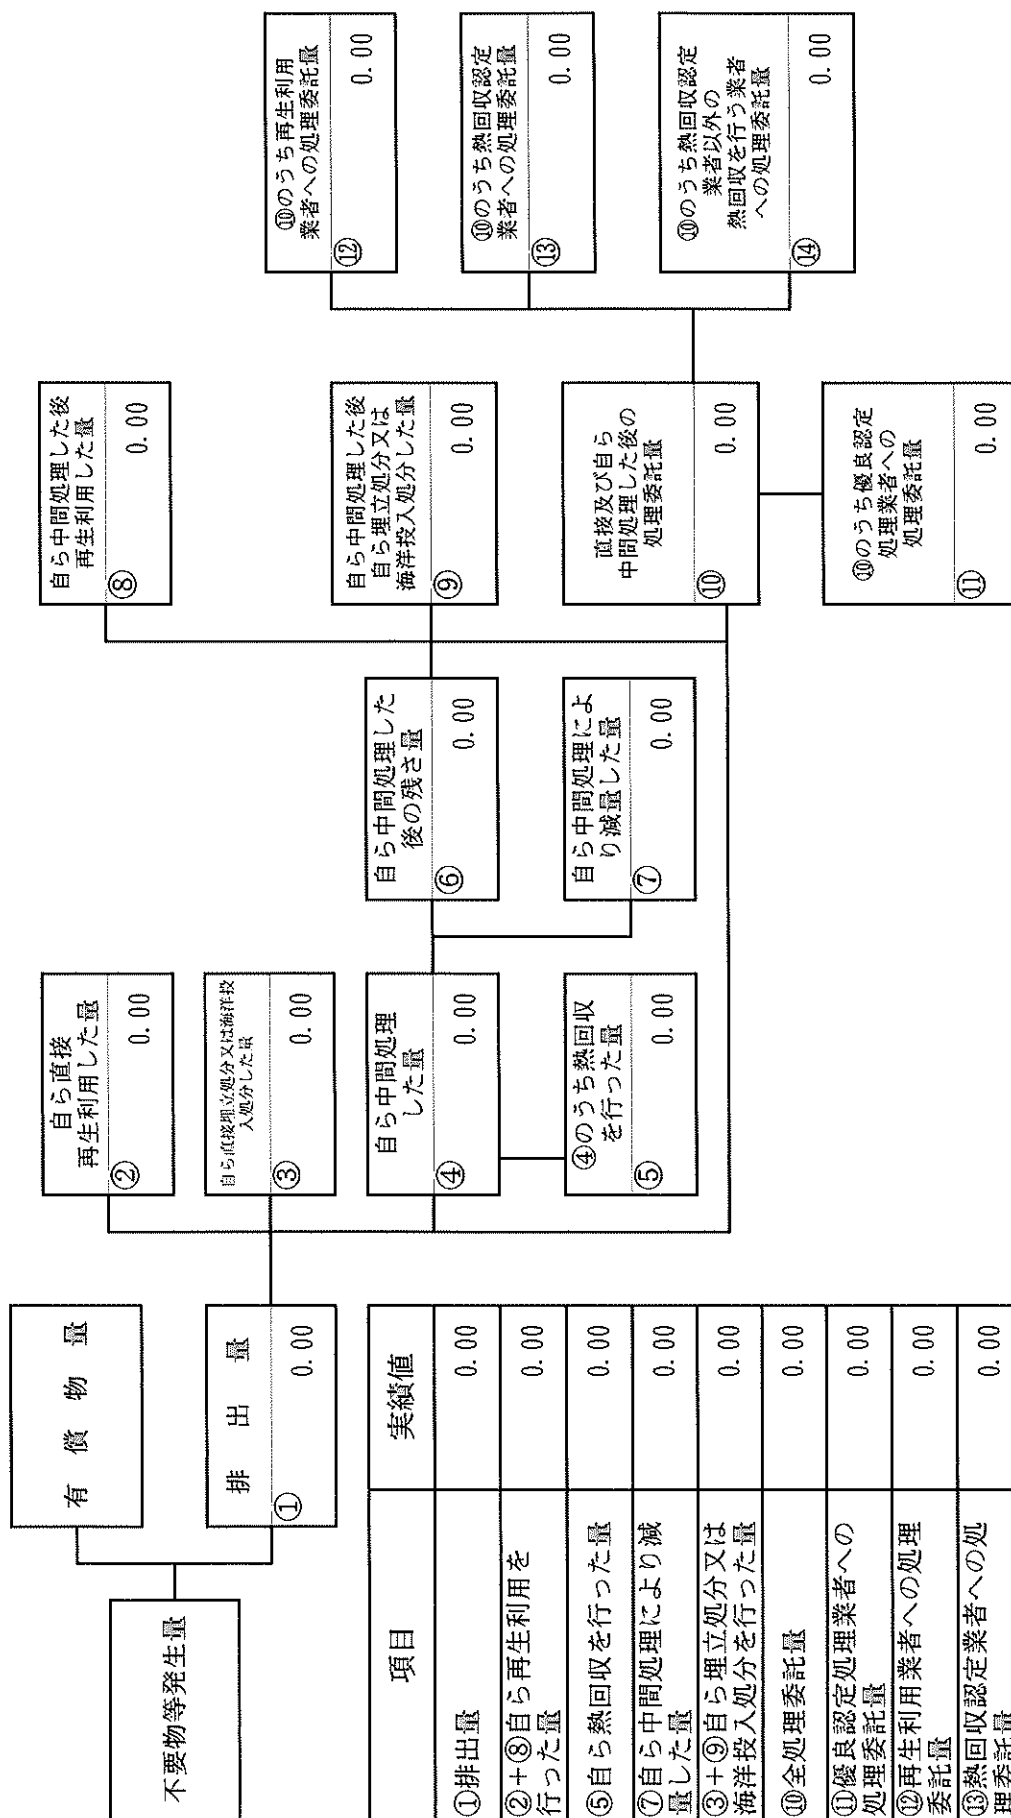 不要物等発生量
有償物量
排出量
① 0.00
自ら直接
再生利用した量
② 0.00
自ら直接埋立処分又は海洋投
入処分した量
③ 0.00
自ら中間処理
した量
④ 0.00
④のうち熱回収
を行った量
⑤ 0.00
自ら中間処理した
後の残さ量
⑥ 0.00
自ら中間処理によ
り減量した量
⑦ 0.00
自ら中間処理した後
再生利用した量
⑧ 0.00
自ら中間処理した後
自ら埋立処分又は
海洋投入処分した量
⑨ 0.00
直接及び自ら
中間処理した後の
処理委託量
⑩ 0.00
⑩のうち優良認定
処理業者への
処理委託量
⑪ 0.00
⑩のうち再生利用
業者への処理委託量
⑫ 0.00
⑩のうち熱回収認定
業者への処理委託量
⑬ 0.00
⑩のうち熱回収認定
業者以外の
熱回収を行う業者
への処理委託量
⑭ 0.00
項目 実績値
①排出量 0.00
②+⑧自ら再生利用を
行った量 0.00
⑤自ら熱回収を行った量 0.00
⑦自ら中間処理により減
量した量 0.00
③+⑨自ら埋立処分又は
海洋投入処分を行った量 0.00
⑩全処理委託量 0.00
⑪優良認定処理業者への
処理委託量 0.00
⑫再生利用業者への処理
委託量 0.00
⑬熱回収認定業者への処
理委託量 0.00